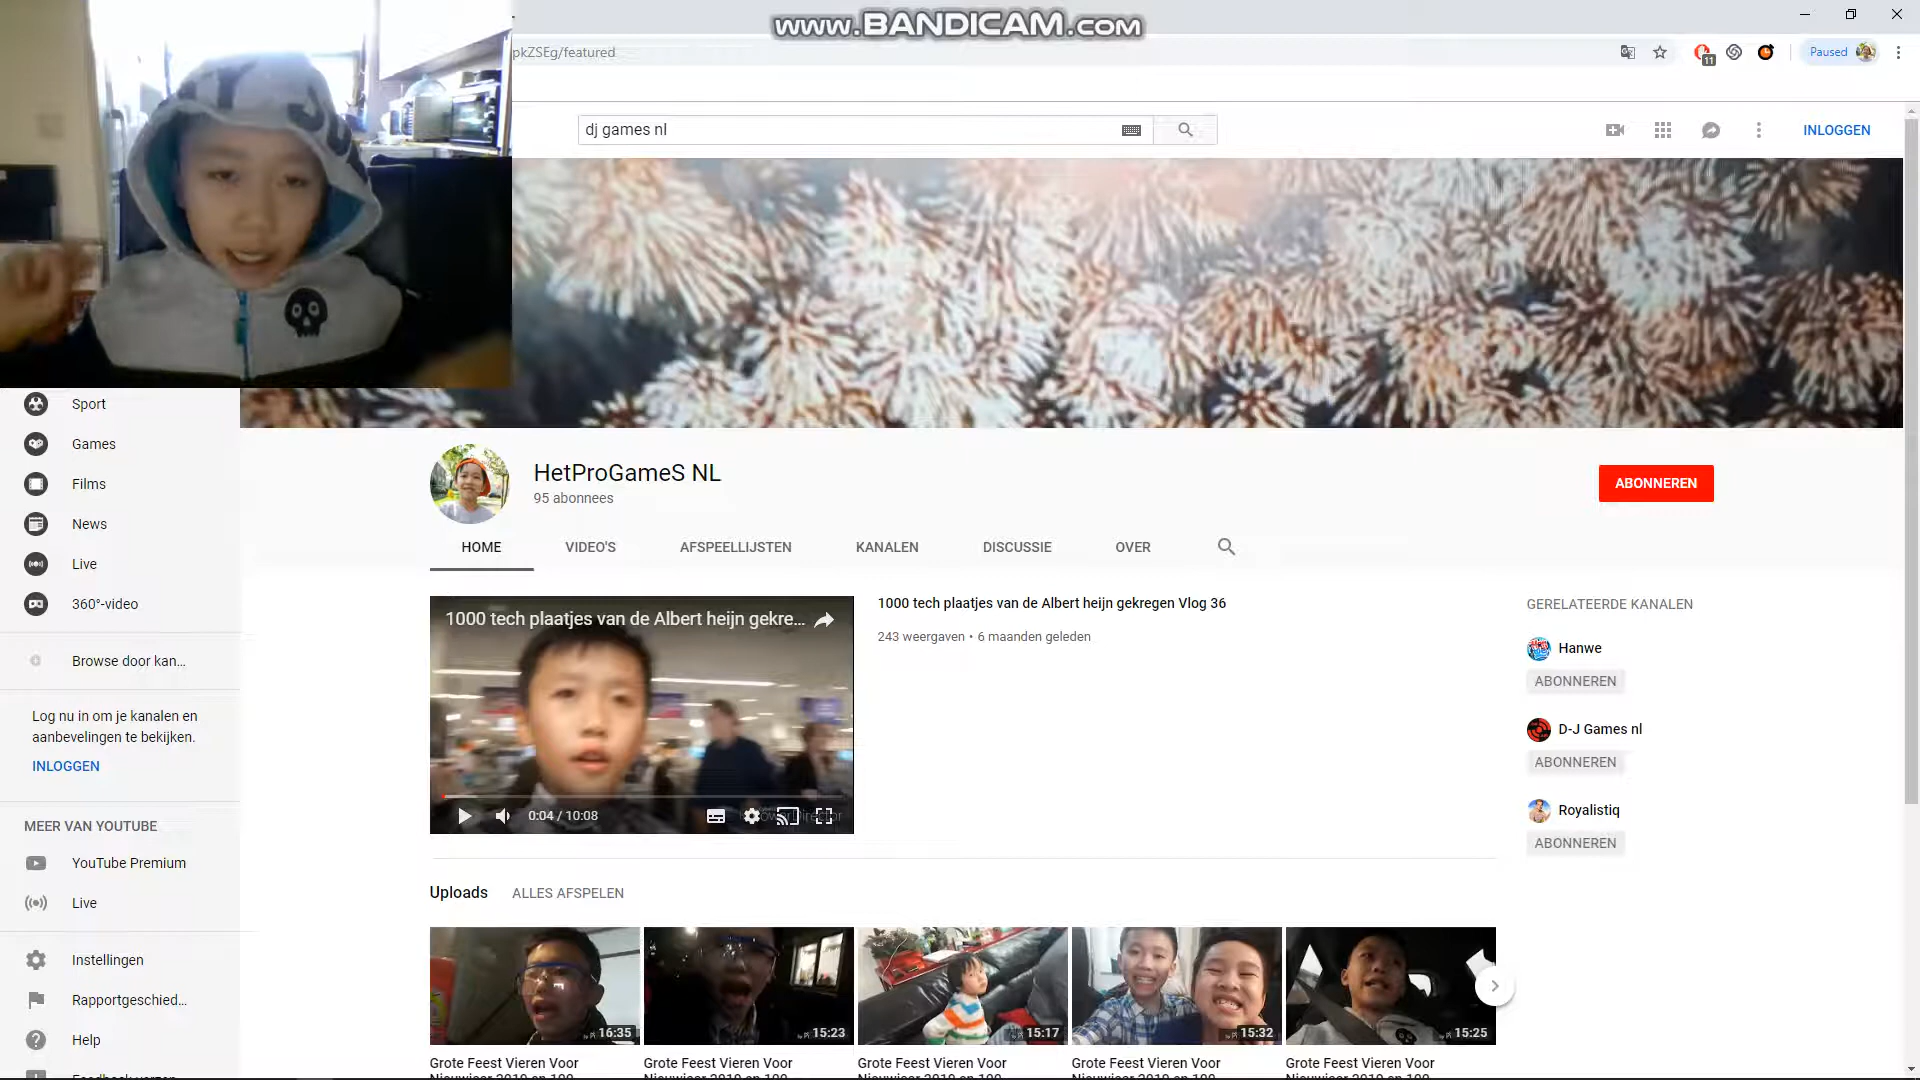 www.BANDICAM.com
pkZSEg/featured
11
Paused
dj games nl
INLOGGEN
Sport
Games
Films
News
Live
360°-video
Browse door kan...
Log nu in om je kanalen en
aanbevelingen te bekijken.
INLOGGEN
MEER VAN YOUTUBE
YouTube Premium
Live
Instellingen
Rapportgeschied...
Help
HetProGameS NL
95 abonnees
ABONNEREN
HOME
VIDEO'S
AFSPEELLIJSTEN
KANALEN
DISCUSSIE
OVER
1000 tech plaatjes van de Albert heijn gekre...
0:04 / 10:08
1000 tech plaatjes van de Albert heijn gekregen Vlog 36
243 weergaven • 6 maanden geleden
GERELATEERDE KANALEN
Hanwe
ABONNEREN
D-J Games nl
ABONNEREN
Royalistiq
ABONNEREN
Uploads
ALLES AFSPELEN
16:35
15:23
15:17
15:32
15:25
Grote Feest Vieren Voor
Grote Feest Vieren Voor
Grote Feest Vieren Voor
Grote Feest Vieren Voor
Grote Feest Vieren Voor